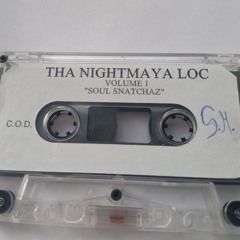 THA NIGHTMAYA LOC
VOLUME 1
"SOUL SNATCHAZ"
C.O.D.
S.M.